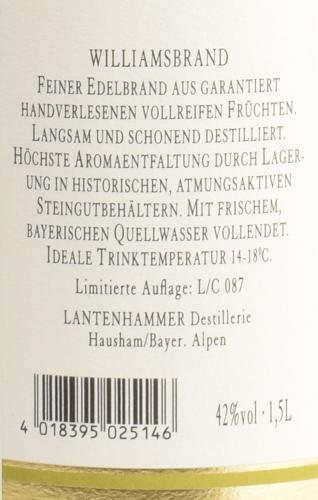 WILLIAMSBRAND
FEINER EDELBRAND AUS GARANTIERT
HANDVERLESENEN VOLLREIFEN FRÜCHTEN.
LANGSAM UND SCHONEND DESTILLIERT.
HÖCHSTE AROMAENTFALTUNG DURCH LAGER-
UNG IN HISTORISCHEN, ATMUNGSAKTIVEN
STEINGUTBEHÄLTERN. MIT FRISCHEM,
BAYERISCHEN QUELLWASSER VOLLENDET.
IDEALE TRINKTEMPERATUR 14-18°C.
Limitierte Auflage: L/C 087
LANTENHAMMER Destillerie
Hausham/Bayer. Alpen
42%vol · 1,5L
4 018395 025146